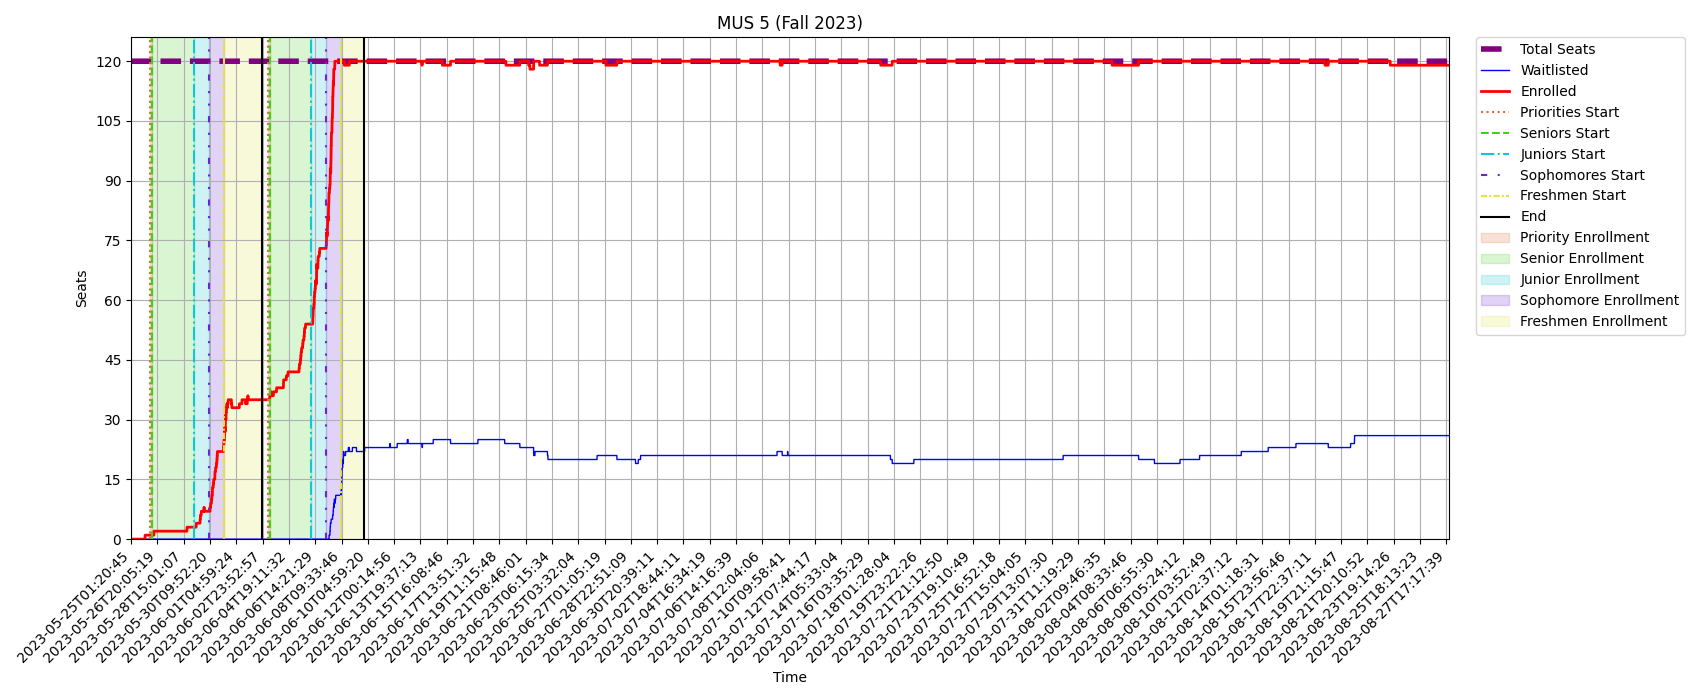 MUS 5 (Fall 2023)
Seats
120
105
90
75
60
45
30
15
0
2023-05-25T01:20:45
2023-05-26T20:05:19
2023-05-28T15:01:07
2023-05-30T09:52:20
2023-06-01T04:59:24
2023-06-02T23:52:57
2023-06-04T19:11:32
2023-06-06T14:21:29
2023-06-08T09:33:46
2023-06-10T04:59:20
2023-06-12T00:14:56
2023-06-13T19:37:13
2023-06-15T16:08:46
2023-06-17T13:51:32
2023-06-19T11:15:48
2023-06-21T08:46:01
2023-06-23T06:15:34
2023-06-25T03:32:04
2023-06-27T01:05:19
2023-06-28T22:51:09
2023-06-30T20:39:11
2023-07-02T18:44:11
2023-07-04T16:34:19
2023-07-06T14:16:39
2023-07-08T12:04:06
2023-07-10T09:58:41
2023-07-12T07:44:17
2023-07-14T05:33:04
2023-07-16T03:35:29
2023-07-18T01:28:04
2023-07-19T23:22:26
2023-07-21T21:12:50
2023-07-23T19:10:49
2023-07-25T16:52:18
2023-07-27T15:04:05
2023-07-29T13:07:30
2023-07-31T11:19:29
2023-08-02T09:46:35
2023-08-04T08:33:46
2023-08-06T06:55:30
2023-08-08T05:24:12
2023-08-10T03:52:49
2023-08-12T02:37:12
2023-08-14T01:18:31
2023-08-15T23:56:46
2023-08-17T22:37:11
2023-08-19T21:15:47
2023-08-21T20:10:52
2023-08-23T19:14:26
2023-08-25T18:13:23
2023-08-27T17:17:39
Time
Total Seats
Waitlisted
Enrolled
Priorities Start
Seniors Start
Juniors Start
Sophomores Start
Freshmen Start
End
Priority Enrollment
Senior Enrollment
Junior Enrollment
Sophomore Enrollment
Freshmen Enrollment